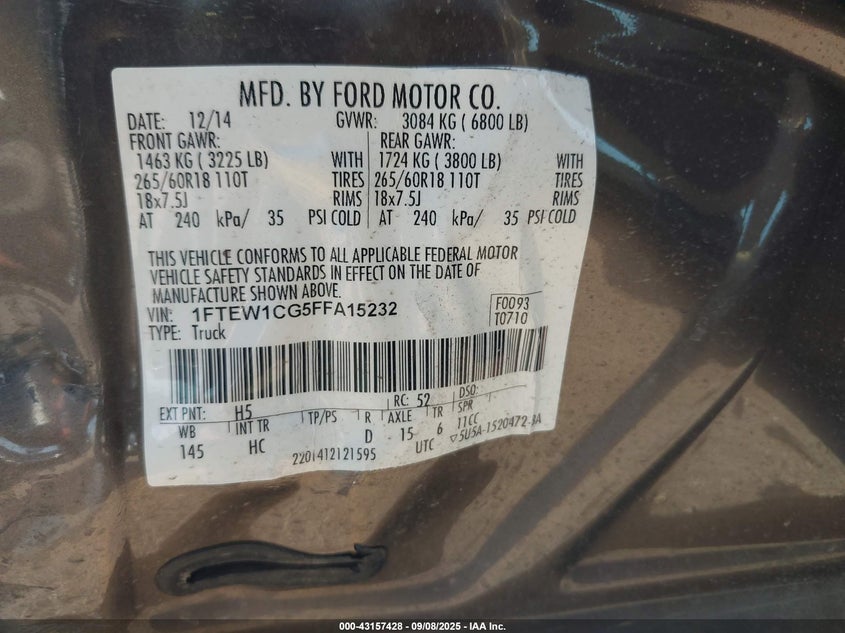 MFD. BY FORD MOTOR CO.
DATE: 12/14 GVWR: 3084 KG ( 6800 LB)
FRONT GAWR: REAR GAWR:
1463 KG ( 3225 LB) WITH 1724 KG ( 3800 LB) WITH
265/60R18 110T TIRES 265/60R18 110T TIRES
18x7.5J RIMS 18x7.5J RIMS
AT 240 kPa/ 35 PSI COLD AT 240 kPa/ 35 PSI COLD
THIS VEHICLE CONFORMS TO ALL APPLICABLE FEDERAL MOTOR
VEHICLE SAFETY STANDARDS IN EFFECT ON THE DATE OF
MANUFACTURE SHOWN ABOVE.
VIN: 1FTEW1CG5FFA15232 F0093
TYPE: Truck T0710
EXT PNT: H5 RC: 52 DSO:
WB INT TR TP/PS R AXLE TR SPR
145 HC D 15 6 11CC
2201412121595 UTC ▽5U5A-1520472-BA
000-43157428 - 09/08/2025 - IAA Inc.